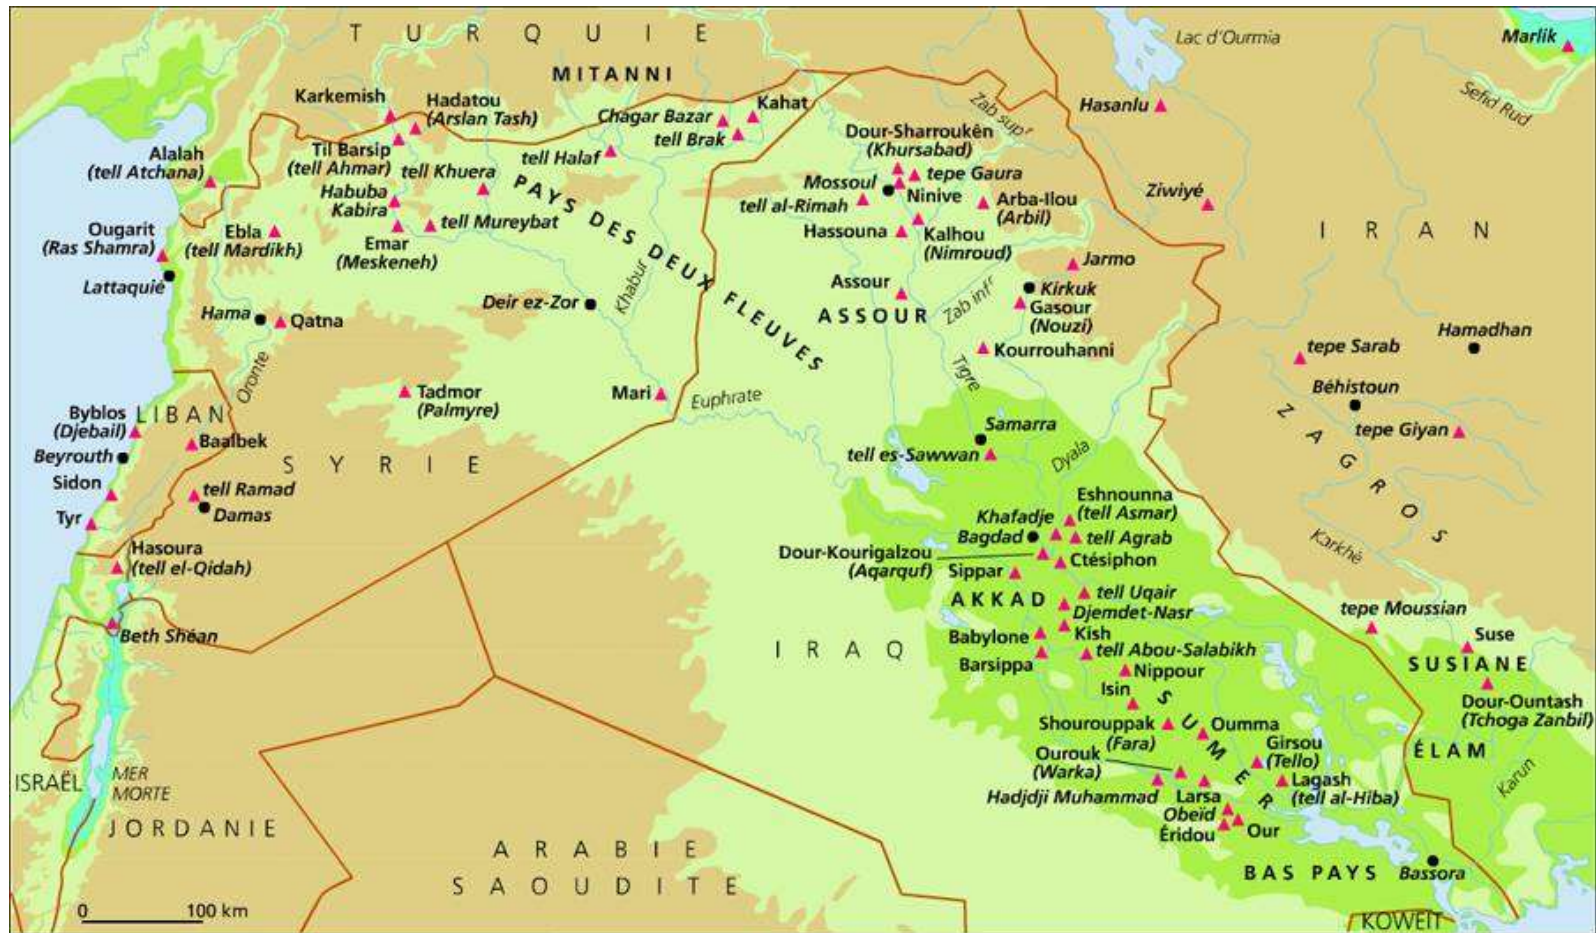 TURQUIE
Lac d'Ourmia
Marlik
MITANNI
Sefid Rud
Karkemish
Hadatou
(Arslan Tash)
Chagar Bazar
Kahat
tell Brak
Zab supr
Hasanlu
Dour-Sharroukên
(Khursabad)
Alalah
(tell Atchana)
Til Barsip
(tell Ahmar)
tell Khuera
tell Halaf
Mossoul
tepe Gaura
Ninive
tell al-Rimah
Arba-Ilou
(Arbil)
Ziwiyé
Habuba
Kabira
PAYS DES DEUX FLEUVES
tell Mureybat
Hassouna
Kalhou
(Nimroud)
IRAN
Ougarit
(Ras Shamra)
Ebla
(tell Mardikh)
Emar
(Meskeneh)
Jarmo
Lattaquié
Khabur
Assour
Kirkuk
Deir ez-Zor
ASSOUR
Zab infr
Gasour
(Nouzi)
Hama
Qatna
Hamadhan
Kourrouhanni
tepe Sarab
Oronte
Tigre
Béhistoun
Tadmor
(Palmyre)
Mari
Euphrate
Byblos
(Djebail)
LIBAN
Baalbek
Samarra
ZAGROS
tepe Giyan
Beyrouth
SYRIE
tell es-Sawwan
Dyala
Sidon
tell Ramad
Damas
Tyr
Eshnounna
(tell Asmar)
Khafadje
Bagdad
tell Agrab
Hasoura
(tell el-Qidah)
Dour-Kourigalzou
(Aqarquf)
Ctésiphon
Karkhé
Sippar
AKKAD
tell Uqair
Djemdet-Nasr
tepe Moussian
Beth Shéan
Babylone
Kish
Suse
IRAQ
Barsippa
tell Abou-Salabikh
SUSIANE
Nippour
Isin
SUMER
Dour-Ountash
(Tchoga Zanbil)
Shourouppak
(Fara)
Oumma
Ourouk
(Warka)
Girsou
(Tello)
ÉLAM
ISRAËL
MER
MORTE
Hadjdji Muhammad
Larsa
Lagash
(tell al-Hiba)
Karun
Obeïd
Éridou
Our
JORDANIE
ARABIE
SAOUDITE
BAS PAYS
Bassora
0 100 km
KOWEIT